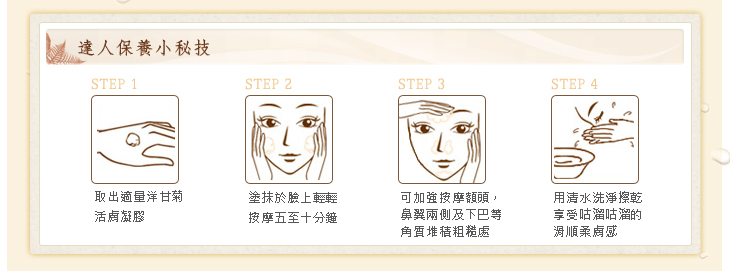 達人保養小秘技
STEP 1
STEP 2
STEP 3
STEP 4
取出適量洋甘菊
活膚凝膠
塗抹於臉上輕輕
按摩五至十分鐘
可加強按摩額頭，
鼻翼兩側及下巴等
角質堆積粗糙處
用清水洗淨擦乾
享受咕溜咕溜的
滑順柔膚感